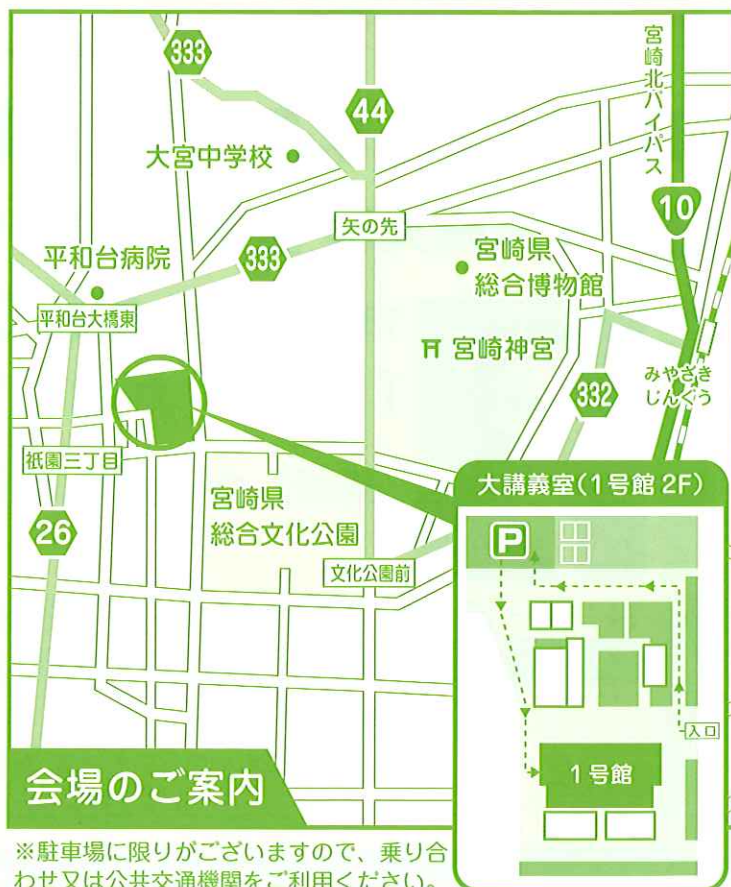 333
44
宮崎北バイパス
大宮中学校
10
矢の先
平和台病院
333
宮崎県
総合博物館
平和台大橋東
宮崎神宮
みやざき
じんぐう
332
祇園三丁目
宮崎県
総合文化公園
26
文化公園前
大講義室(1号館 2F)
P
入口
1号館
会場のご案内
※駐車場に限りがございますので、乗り合
わせ又は公共交通機関をご利用ください。